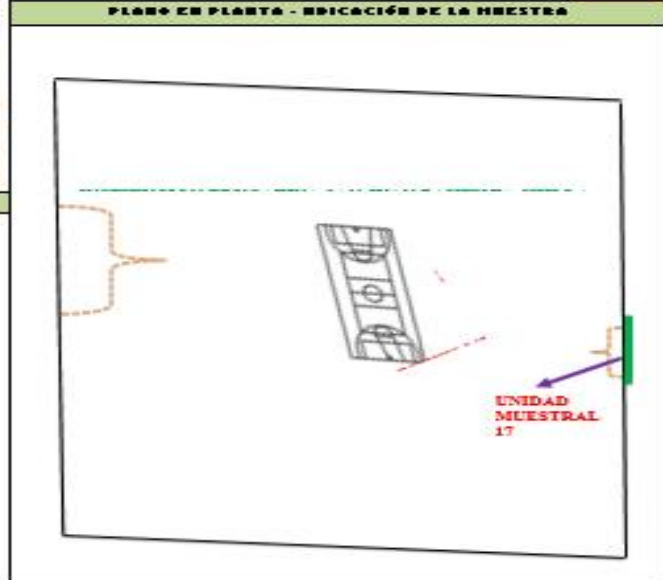 PLANO EN PLANTA - UBICACIÓN DE LA MUESTRA
UNIDAD
MUESTRAL
17